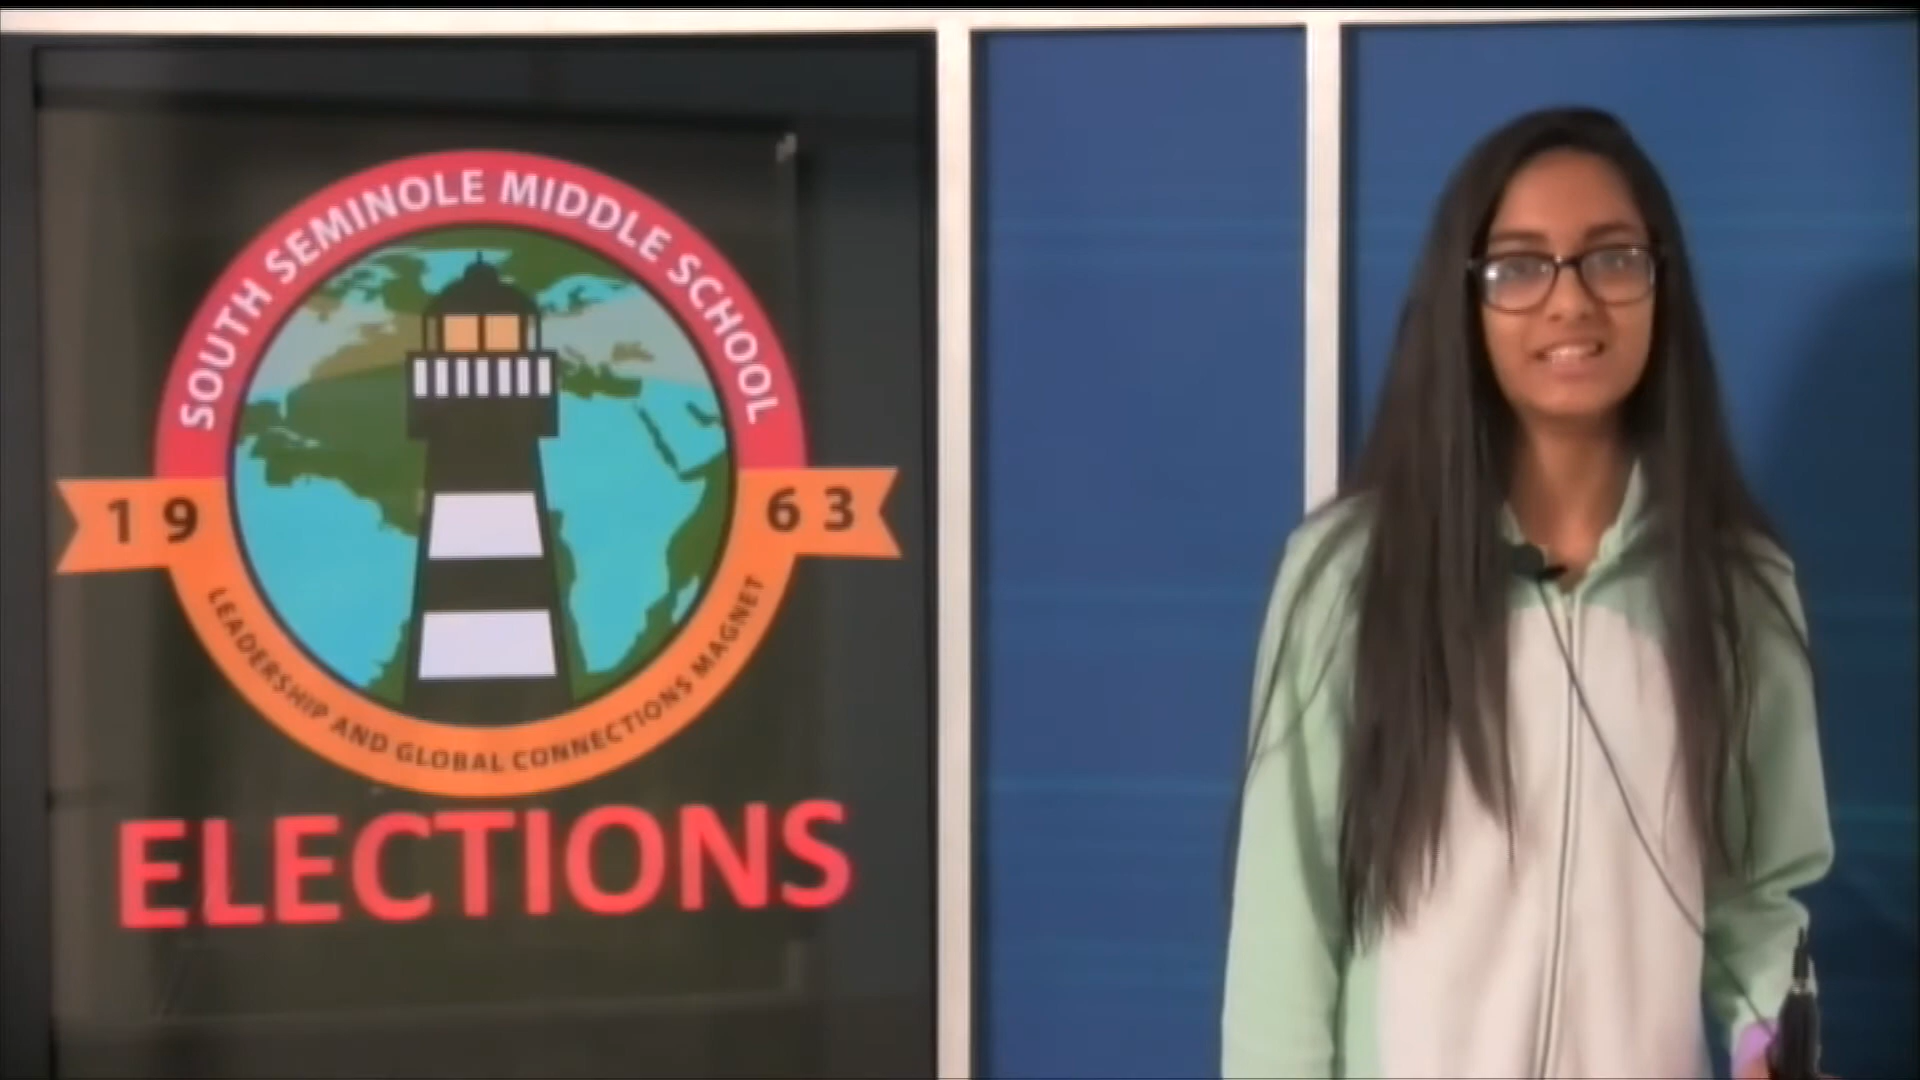 SOUTH SEMINOLE MIDDLE SCHOOL
19 63
LEADERSHIP AND GLOBAL CONNECTIONS MAGNET
ELECTIONS